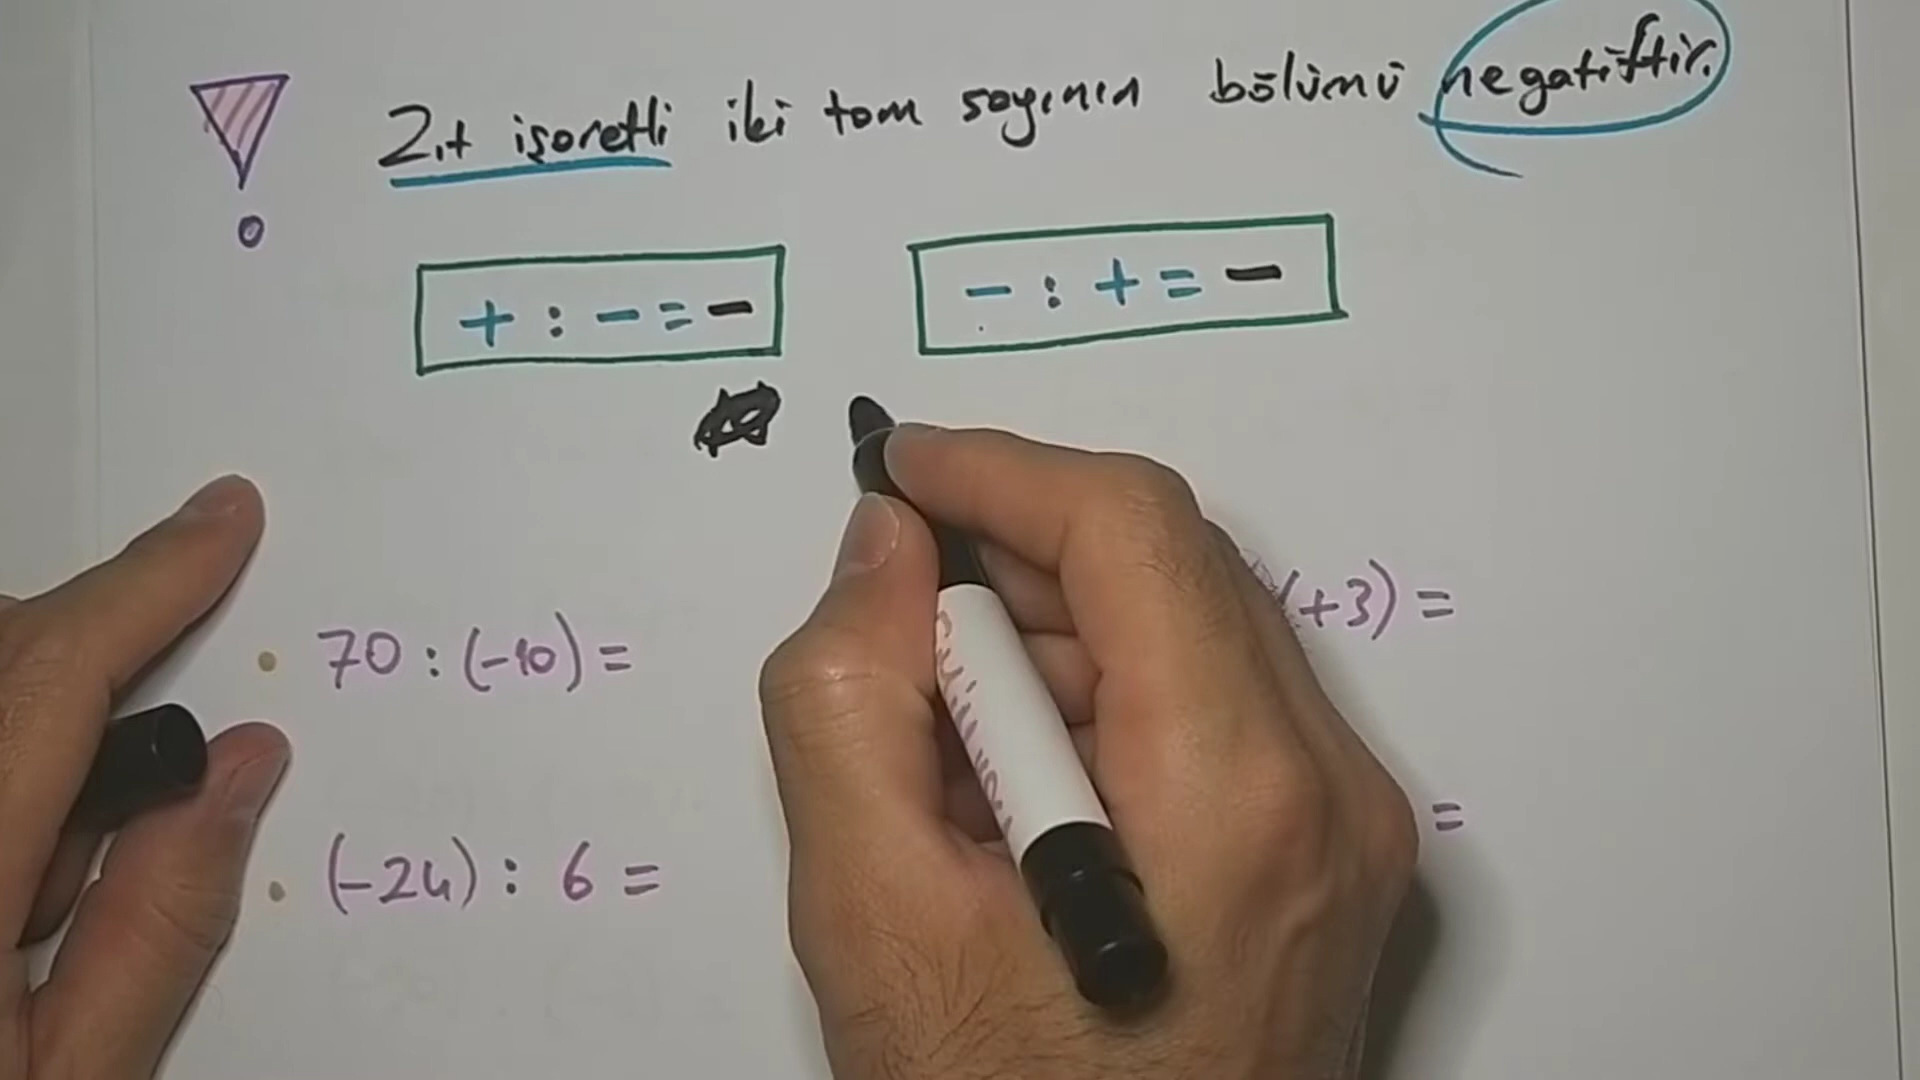 ! Zıt işaretli iki tam sayının bölümü negatiftir.
+ : - = -
- : + = -
70 : (-10) =
(+3) =
(-24) : 6 =
=